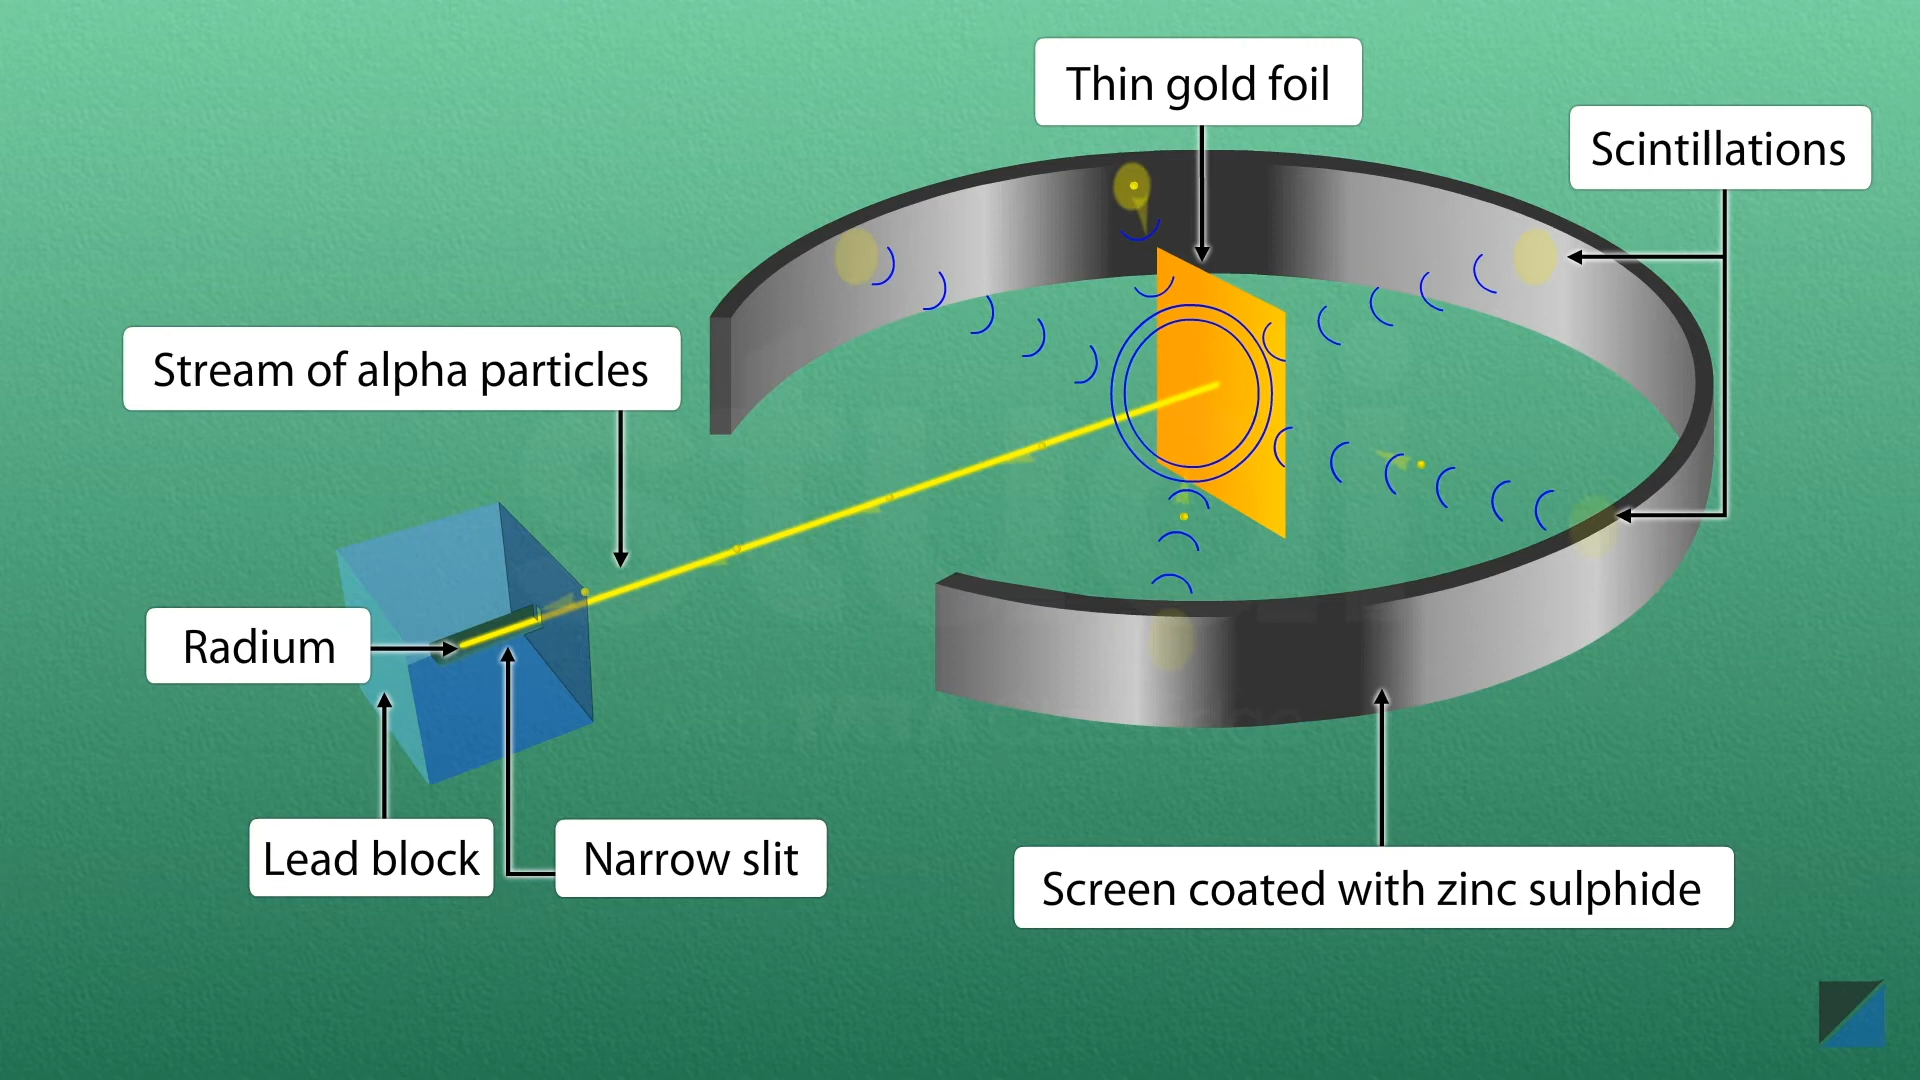 Thin gold foil
Scintillations
Stream of alpha particles
Radium
Lead block
Narrow slit
Screen coated with zinc sulphide